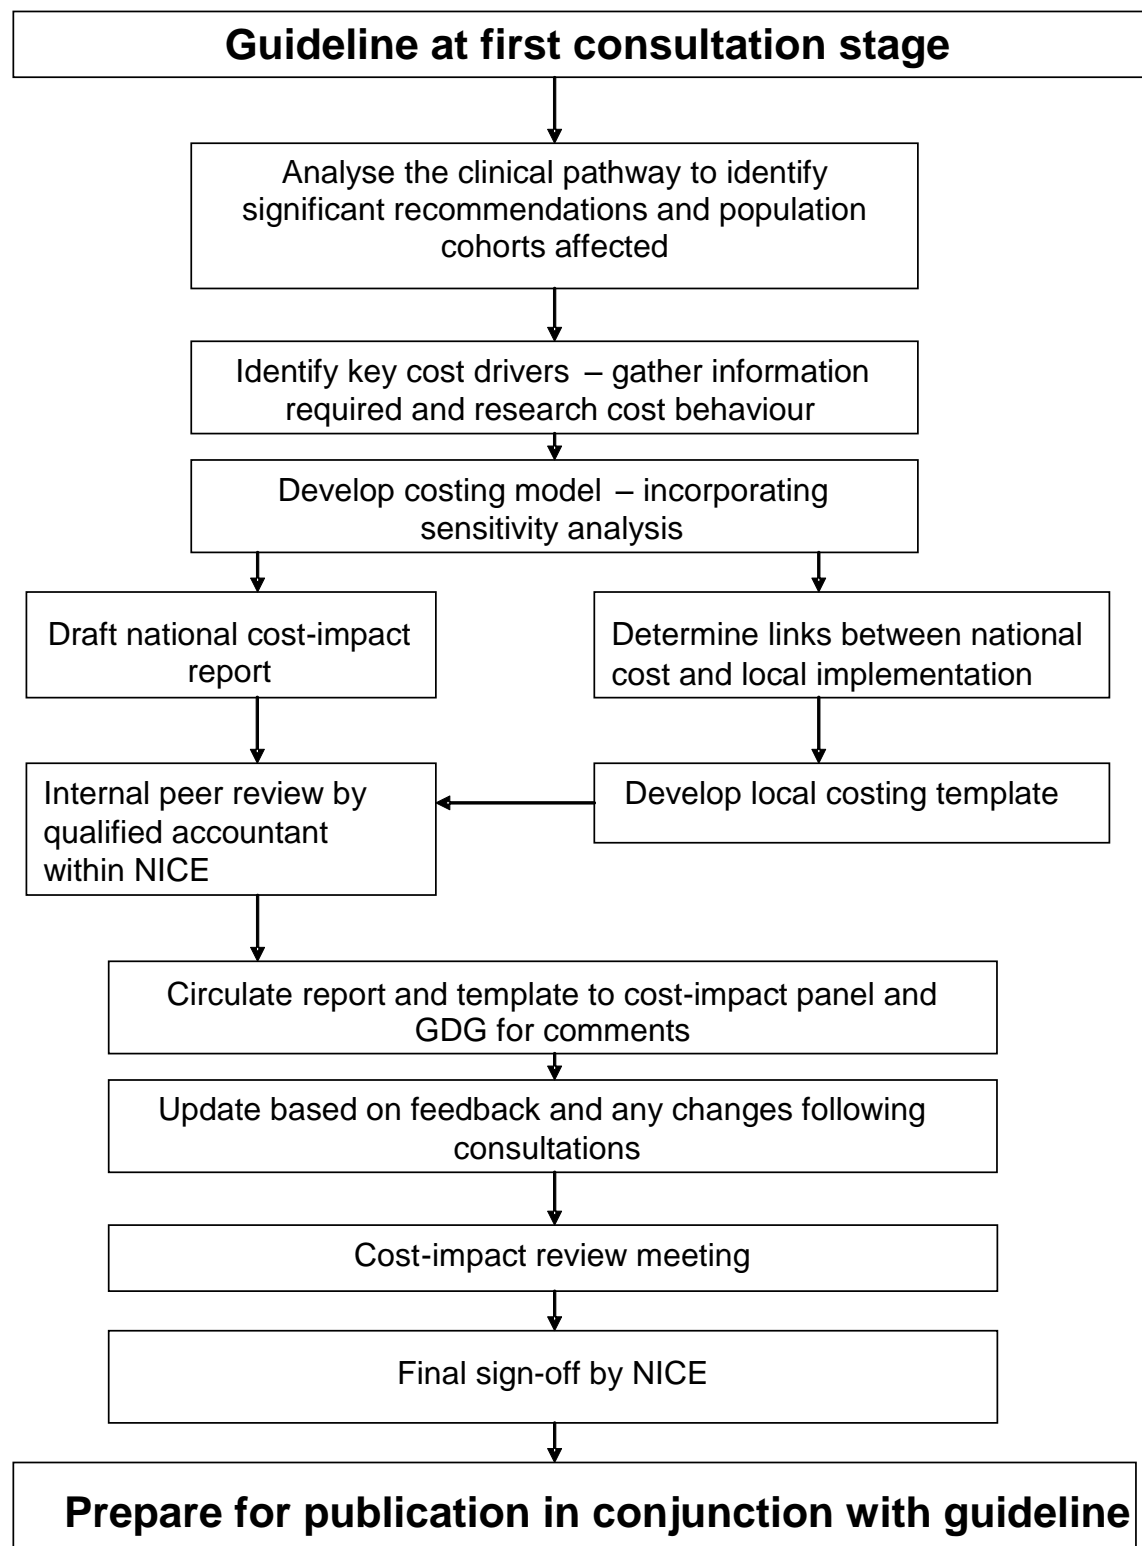 Guideline at first consultation stage
Analyse the clinical pathway to identify
significant recommendations and population
cohorts affected
Identify key cost drivers – gather information
required and research cost behaviour
Develop costing model – incorporating
sensitivity analysis
Draft national cost-impact
report
Determine links between national
cost and local implementation
Internal peer review by
qualified accountant
within NICE
Develop local costing template
Circulate report and template to cost-impact panel and
GDG for comments
Update based on feedback and any changes following
consultations
Cost-impact review meeting
Final sign-off by NICE
Prepare for publication in conjunction with guideline